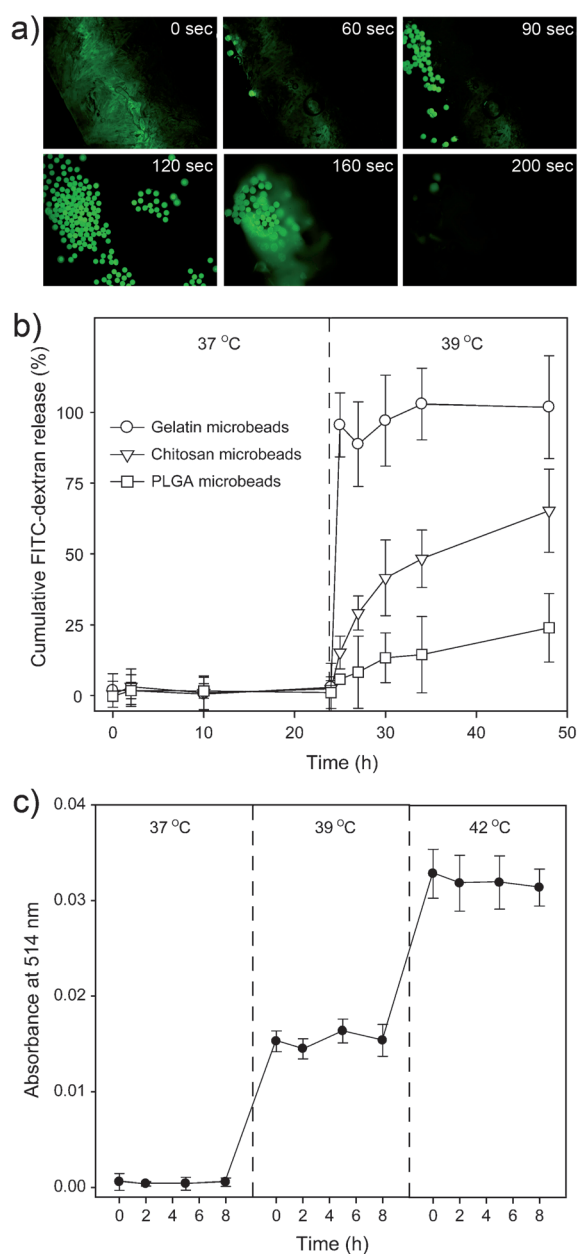 a)
0 sec
60 sec
90 sec
120 sec
160 sec
200 sec
b)
37 °C
39 °C
Cumulative FITC-dextran release (%)
100
75
50
25
0
Gelatin microbeads
Chitosan microbeads
PLGA microbeads
0
10
20
30
40
50
Time (h)
c)
37 °C
39 °C
42 °C
Absorbance at 514 nm
0.04
0.03
0.02
0.01
0.00
0 2 4 6 8 0 2 4 6 8 0 2 4 6 8
Time (h)